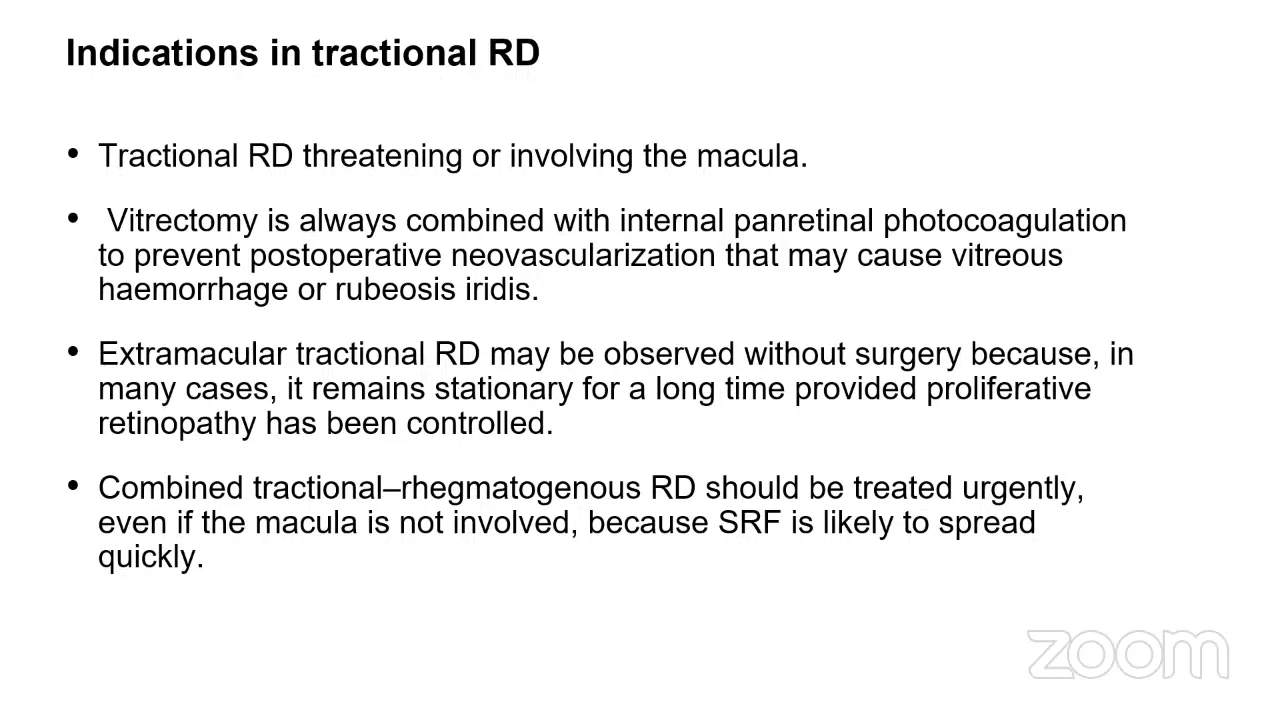 Indications in tractional RD
• Tractional RD threatening or involving the macula.
• Vitrectomy is always combined with internal panretinal photocoagulation
to prevent postoperative neovascularization that may cause vitreous
haemorrhage or rubeosis iridis.
• Extramacular tractional RD may be observed without surgery because, in
many cases, it remains stationary for a long time provided proliferative
retinopathy has been controlled.
• Combined tractional–rhegmatogenous RD should be treated urgently,
even if the macula is not involved, because SRF is likely to spread
quickly.
zoom